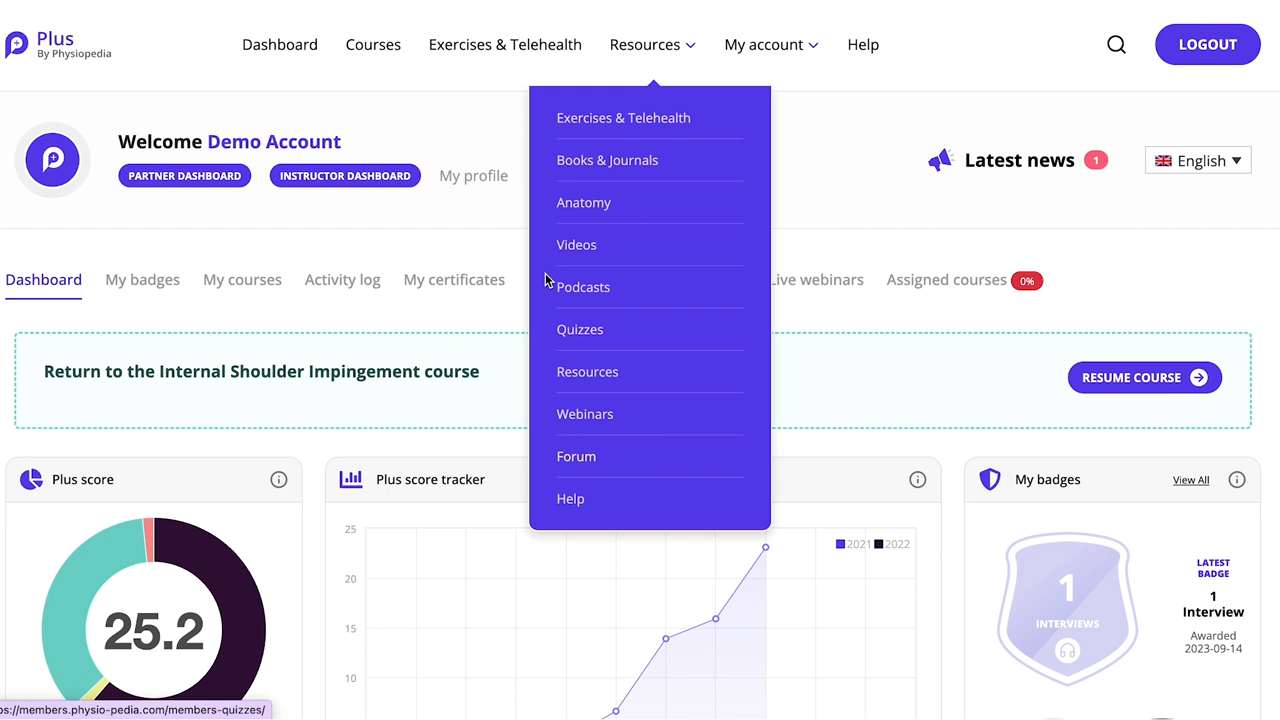 Plus
By Physiopedia
Dashboard Courses Exercises & Telehealth Resources My account Help
LOGOUT
Welcome Demo Account
PARTNER DASHBOARD INSTRUCTOR DASHBOARD My profile
Latest news 1
English
Exercises & Telehealth
Books & Journals
Anatomy
Videos
Podcasts
Quizzes
Resources
Webinars
Forum
Help
Dashboard My badges My courses Activity log My certificates Live webinars Assigned courses 0%
Return to the Internal Shoulder Impingement course
RESUME COURSE
Plus score
25.2
Plus score tracker
2021 2022
25
20
15
10
My badges View All
1
INTERVIEWS
LATEST
BADGE
1
Interview
Awarded
2023-09-14
ps://members.physio-pedia.com/members-quizzes/